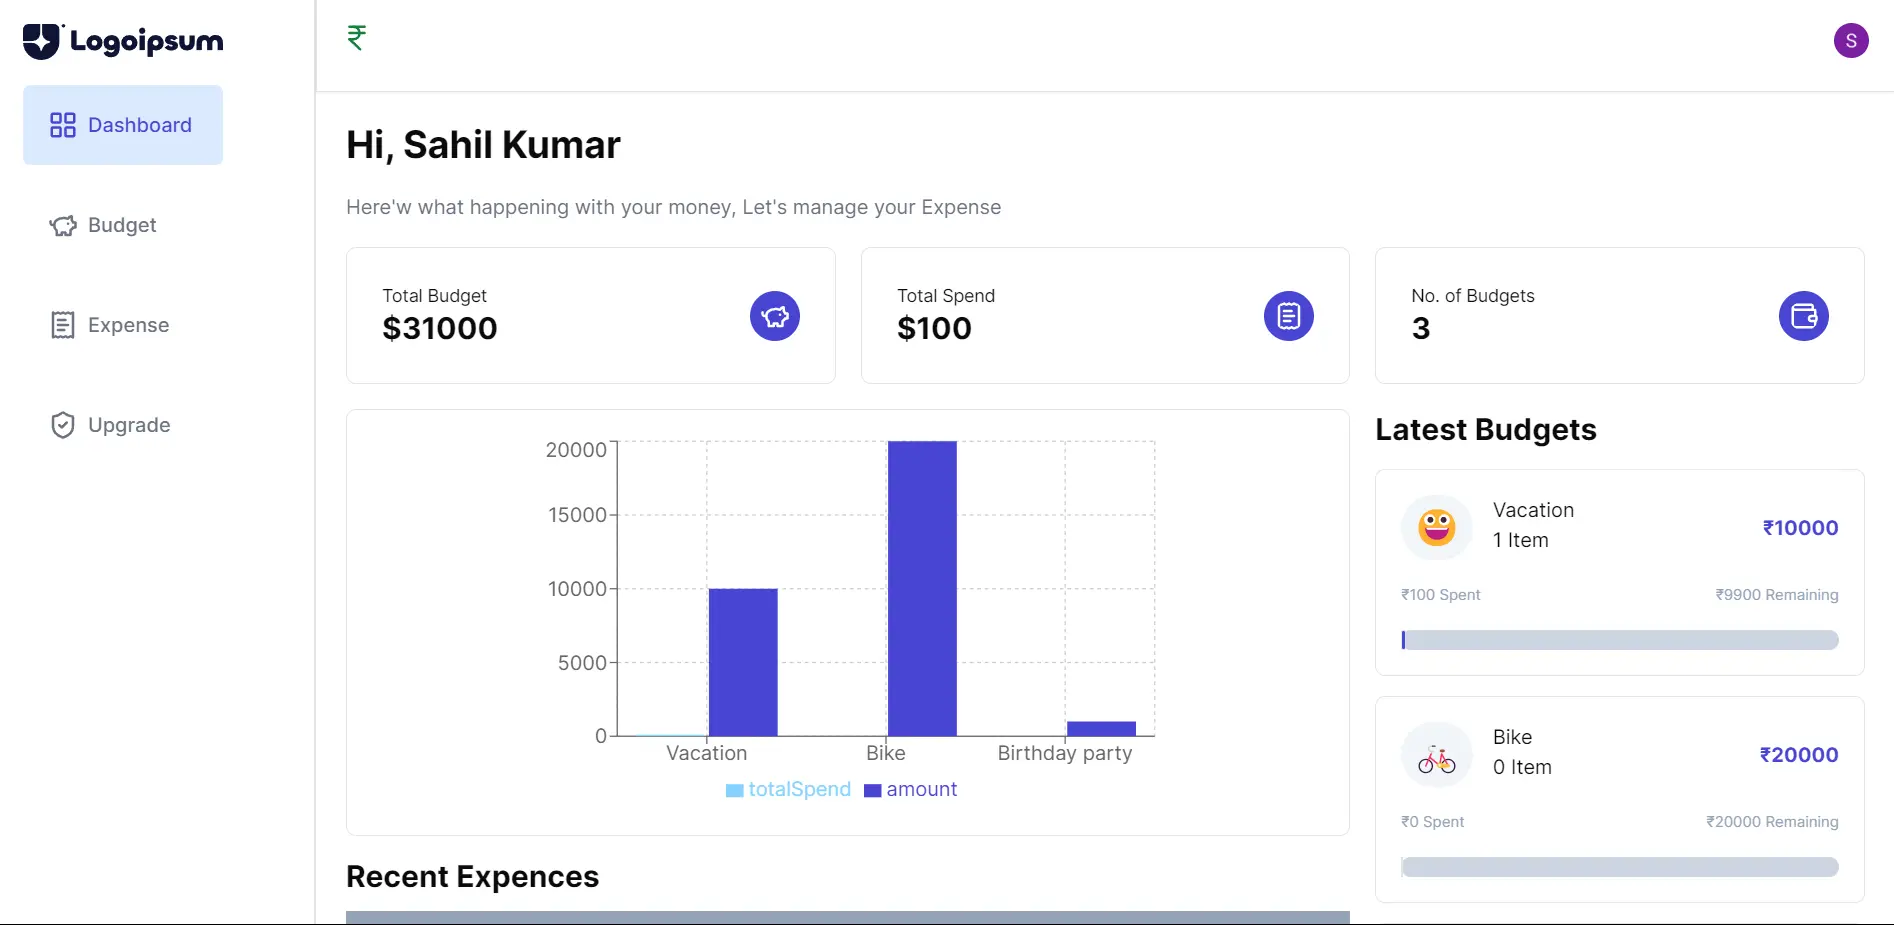 Logoipsum
Dashboard
Budget
Expense
Upgrade
₹
S
Hi, Sahil Kumar
Here'w what happening with your money, Let's manage your Expense
Total Budget
$31000
Total Spend
$100
No. of Budgets
3
20000
15000
10000
5000
0
Vacation Bike Birthday party
totalSpend amount
Recent Expences
Latest Budgets
Vacation
1 Item
₹10000
₹100 Spent ₹9900 Remaining
Bike
0 Item
₹20000
₹0 Spent ₹20000 Remaining